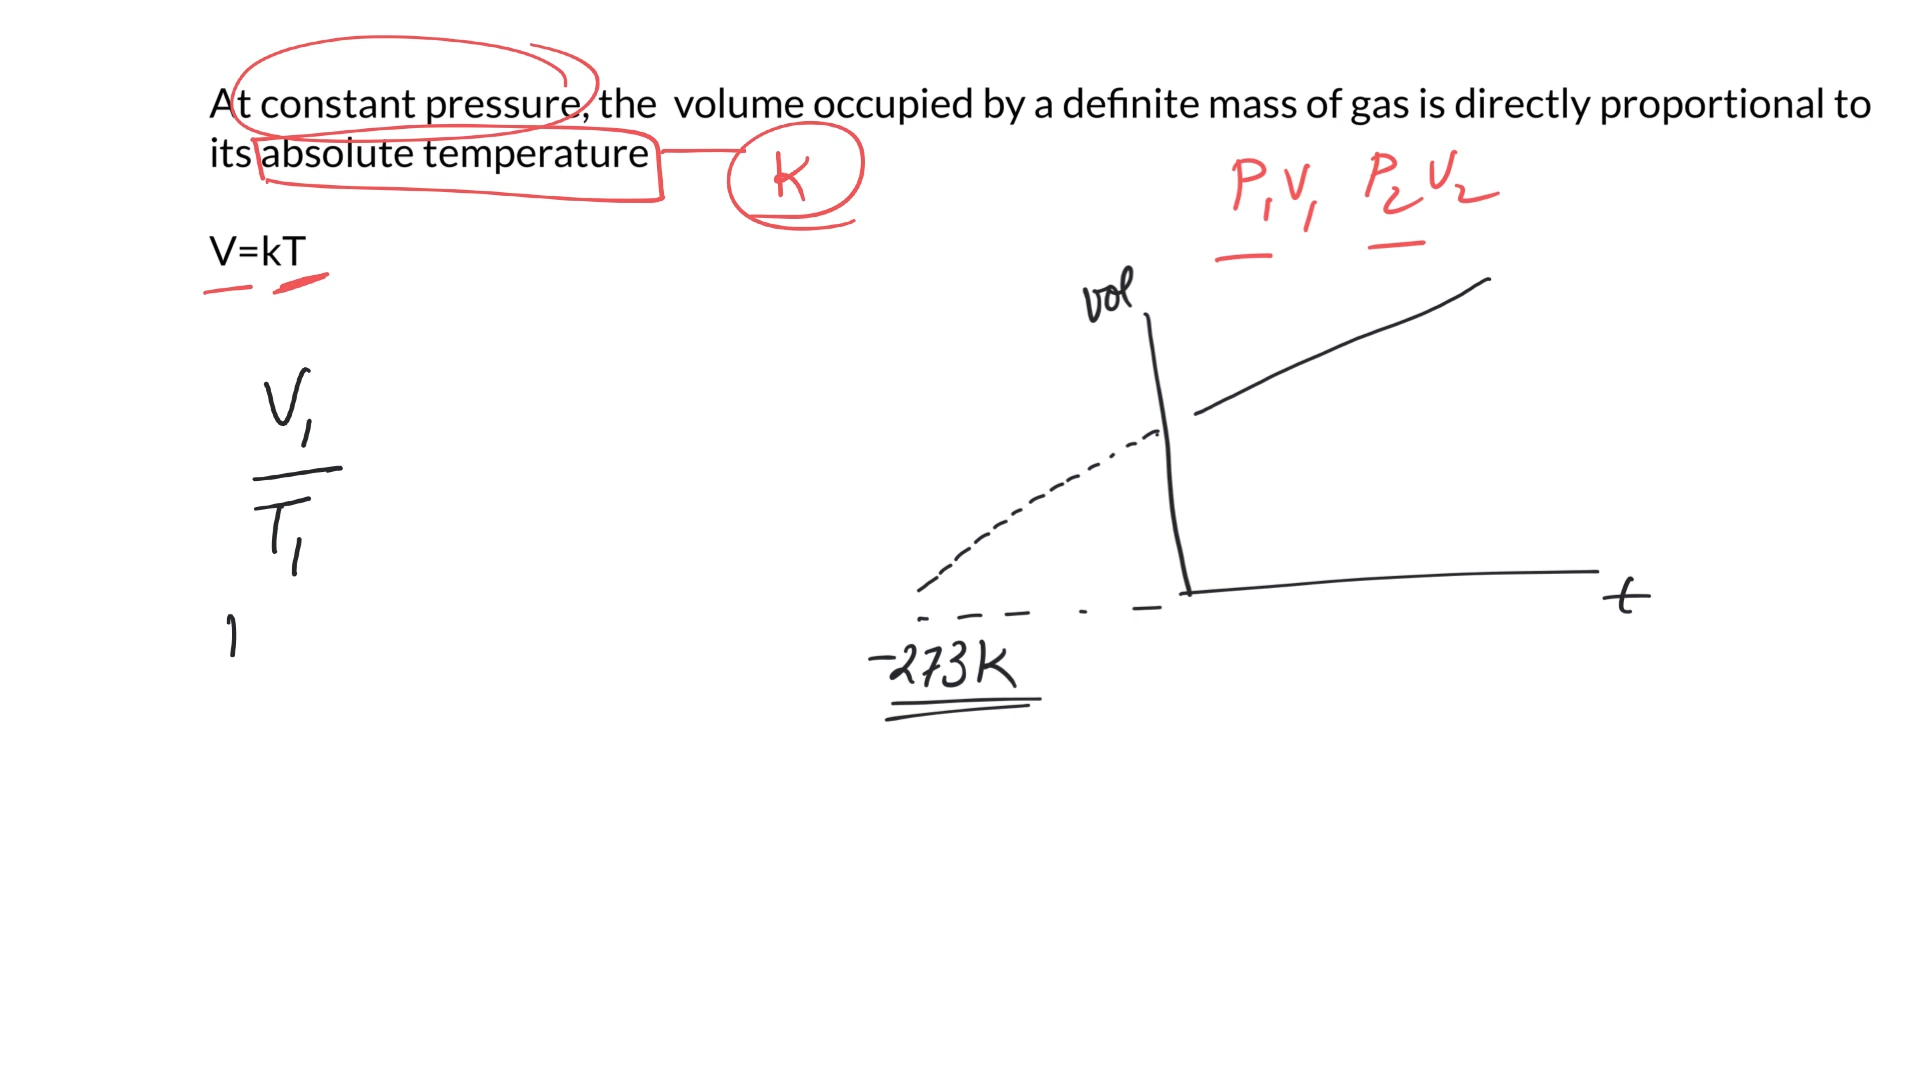 At constant pressure, the volume occupied by a definite mass of gas is directly proportional to
its absolute temperature
K
P1V1 P2V2
V=kT
vol
V1
T1
t
1
-273K